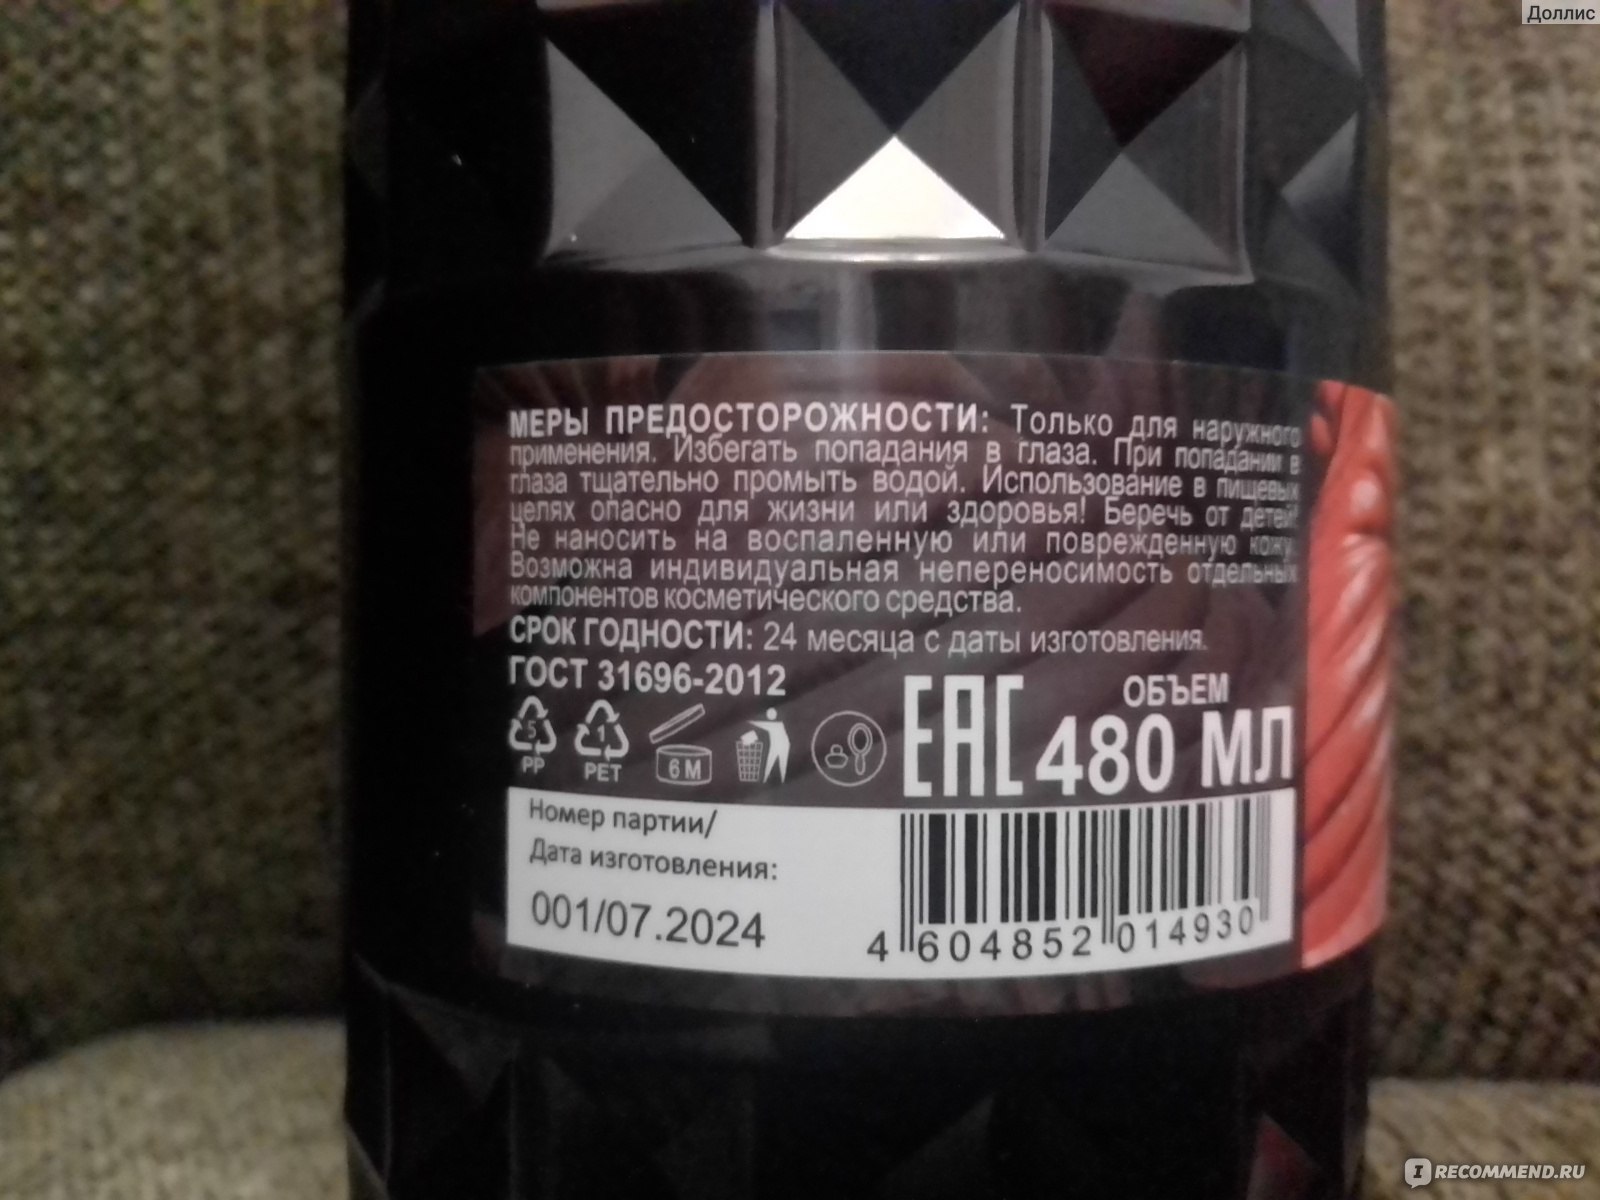 Доллис
МЕРЫ ПРЕДОСТОРОЖНОСТИ: Только для наружного
применения. Избегать попадания в глаза. При попадании в
глаза тщательно промыть водой. Использование в пищевых
целях опасно для жизни или здоровья! Беречь от детей!
Не наносить на воспаленную или поврежденную кожу.
Возможна индивидуальная непереносимость отдельных
компонентов косметического средства.
СРОК ГОДНОСТИ: 24 месяца с даты изготовления.
ГОСТ 31696-2012
5 PP
1 PET
6 M
EAC
ОБЪЕМ
480 МЛ
Номер партии/
Дата изготовления:
001/07.2024
4 604852 014930
IRECOMMEND.RU